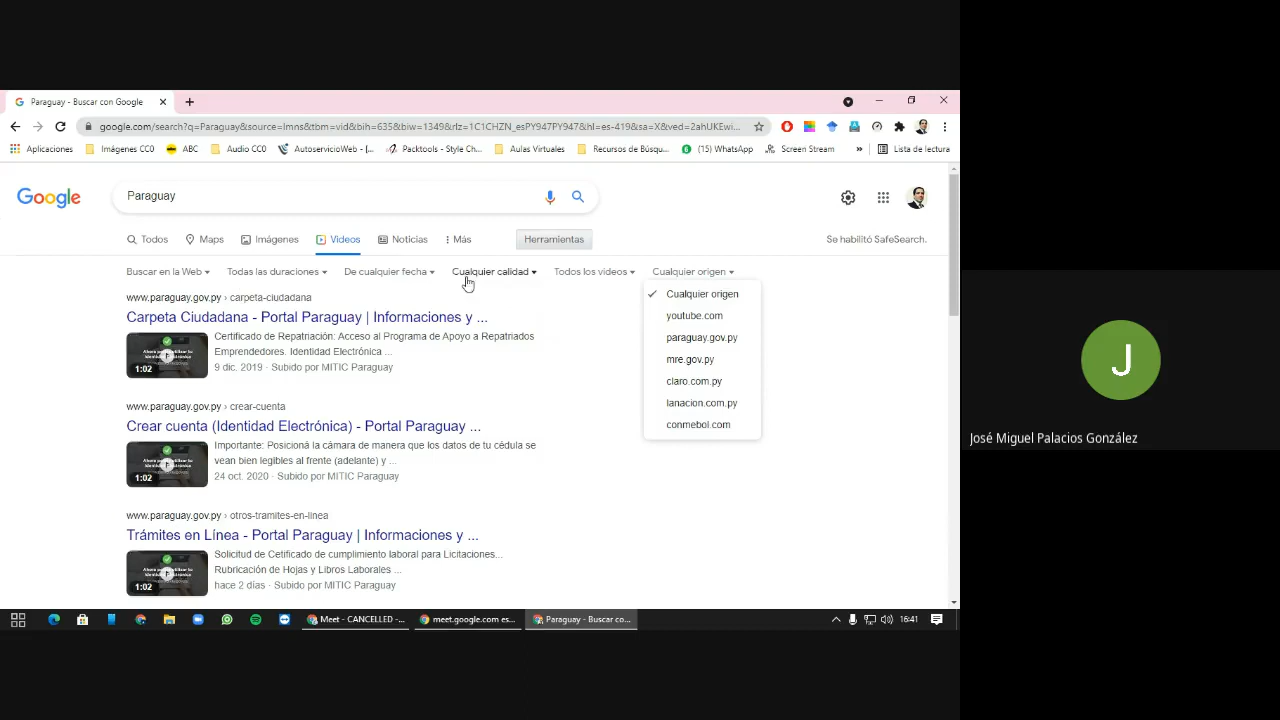 Paraguay - Buscar con Google
google.com/search?q=Paraguay&source=lmns&tbm=vid&bih=635&biw=1349&rlz=1C1CHZN_esPY947PY947&hl=es-419&sa=X&ved=2ahUKEwi...
Aplicaciones
Imágenes CC0
ABC
Audio CC0
AutoservicioWeb - [...
Packtools - Style Ch...
Aulas Virtuales
Recursos de Búsqu...
(15) WhatsApp
Screen Stream
»
Lista de lectura
Google
Paraguay
Todos
Maps
Imágenes
Videos
Noticias
Más
Herramientas
Se habilitó SafeSearch.
Buscar en la Web
Todas las duraciones
De cualquier fecha
Cualquier calidad
Todos los videos
Cualquier origen
Cualquier origen
youtube.com
paraguay.gov.py
mre.gov.py
claro.com.py
lanacion.com.py
conmebol.com
www.paraguay.gov.py › carpeta-ciudadana
Carpeta Ciudadana - Portal Paraguay | Informaciones y ...
Certificado de Repatriación: Acceso al Programa de Apoyo a Repatriados
Emprendedores. Identidad Electrónica ...
1:02
9 dic. 2019 · Subido por MITIC Paraguay
www.paraguay.gov.py › crear-cuenta
Crear cuenta (Identidad Electrónica) - Portal Paraguay ...
Importante: Posicioná la cámara de manera que los datos de tu cédula se
vean bien legibles al frente (adelante) y ...
1:02
24 oct. 2020 · Subido por MITIC Paraguay
www.paraguay.gov.py › otros-tramites-en-linea
Trámites en Línea - Portal Paraguay | Informaciones y ...
Solicitud de Cetificado de cumplimiento laboral para Licitaciones...
Rubricación de Hojas y Libros Laborales ...
1:02
hace 2 días · Subido por MITIC Paraguay
J
José Miguel Palacios González
Meet - CANCELLED -...
meet.google.com es...
Paraguay - Buscar co...
16:41